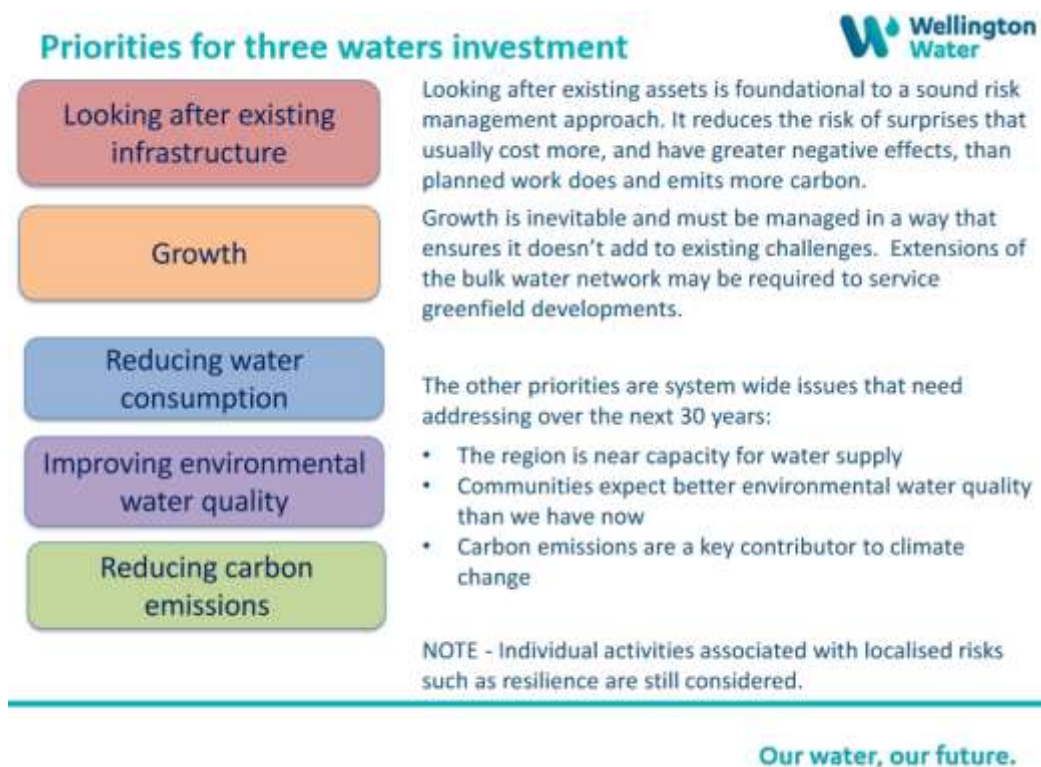 Priorities for three waters investment
Wellington
Water
Looking after existing
infrastructure
Looking after existing assets is foundational to a sound risk
management approach. It reduces the risk of surprises that
usually cost more, and have greater negative effects, than
planned work does and emits more carbon.
Growth
Growth is inevitable and must be managed in a way that
ensures it doesn’t add to existing challenges.  Extensions of
the bulk water network may be required to service
greenfield developments.
Reducing water
consumption
Improving environmental
water quality
Reducing carbon
emissions
The other priorities are system wide issues that need
addressing over the next 30 years:
• The region is near capacity for water supply
• Communities expect better environmental water quality
than we have now
• Carbon emissions are a key contributor to climate
change
NOTE - Individual activities associated with localised risks
such as resilience are still considered.
Our water, our future.